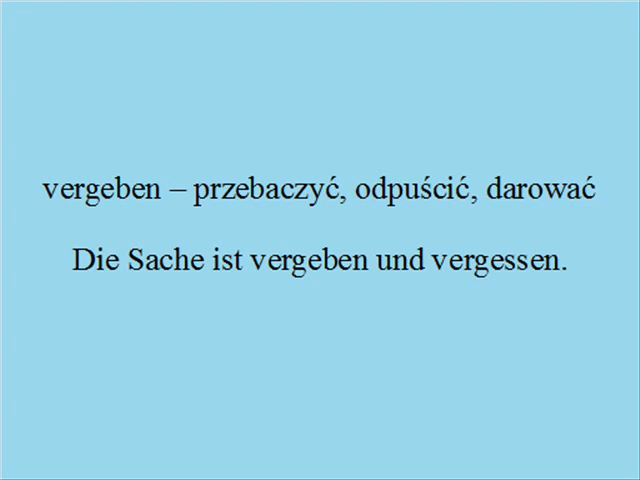 vergeben – przebaczyć, odpuścić, darować
Die Sache ist vergeben und vergessen.